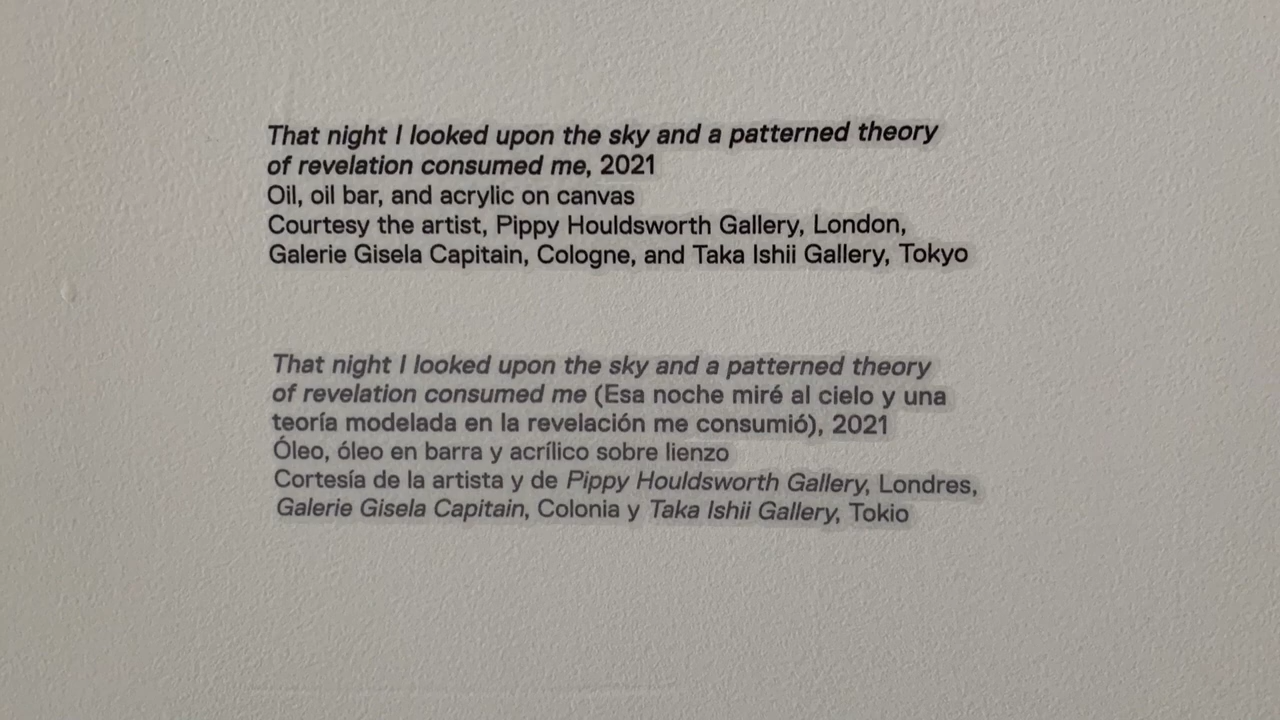 That night I looked upon the sky and a patterned theory
of revelation consumed me, 2021
Oil, oil bar, and acrylic on canvas
Courtesy the artist, Pippy Houldsworth Gallery, London,
Galerie Gisela Capitain, Cologne, and Taka Ishii Gallery, Tokyo
That night I looked upon the sky and a patterned theory
of revelation consumed me (Esa noche miré al cielo y una
teoría modelada en la revelación me consumió), 2021
Óleo, óleo en barra y acrílico sobre lienzo
Cortesía de la artista y de Pippy Houldsworth Gallery, Londres,
Galerie Gisela Capitain, Colonia y Taka Ishii Gallery, Tokio